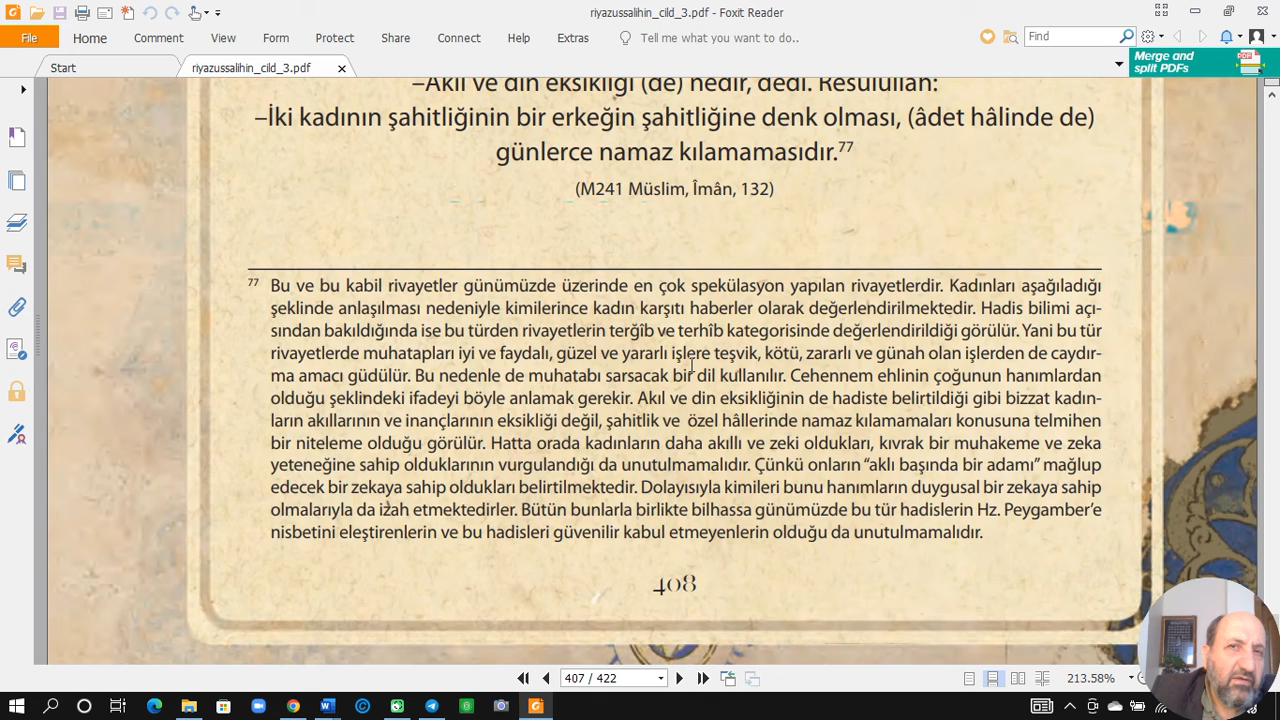 riyazussalihin_cild_3.pdf - Foxit Reader
File Home Comment View Form Protect Share Connect Help Extras Tell me what you want to do.. Find
Start riyazussalihin_cild_3.pdf Merge and
split PDFs
–Akıl ve din eksikliği (de) nedir, dedi. Resûlullah:
–İki kadının şahitliğinin bir erkeğin şahitliğine denk olması, (âdet hâlinde de)
günlerce namaz kılamamasıdır.77
(M241 Müslim, Îmân, 132)
77 Bu ve bu kabil rivayetler günümüzde üzerinde en çok spekülasyon yapılan rivayetlerdir. Kadınları aşağıladığı
şeklinde anlaşılması nedeniyle kimilerince kadın karşıtı haberler olarak değerlendirilmektedir. Hadis bilimi açı-
sından bakıldığında ise bu türden rivayetlerin terğîb ve terhîb kategorisinde değerlendirildiği görülür. Yani bu tür
rivayetlerde muhatapları iyi ve faydalı, güzel ve yararlı işlere teşvik, kötü, zararlı ve günah olan işlerden de caydır-
ma amacı güdülür. Bu nedenle de muhatabı sarsacak bir dil kullanılır. Cehennem ehlinin çoğunun hanımlardan
olduğu şeklindeki ifadeyi böyle anlamak gerekir. Akıl ve din eksikliğinin de hadiste belirtildiği gibi bizzat kadın-
ların akıllarının ve inançlarının eksikliği değil, şahitlik ve özel hâllerinde namaz kılamamaları konusuna telmihen
bir niteleme olduğu görülür. Hatta orada kadınların daha akıllı ve zeki oldukları, kıvrak bir muhakeme ve zeka
yeteneğine sahip olduklarının vurgulandığı da unutulmamalıdır. Çünkü onların “aklı başında bir adamı” mağlup
edecek bir zekaya sahip oldukları belirtilmektedir. Dolayısıyla kimileri bunu hanımların duygusal bir zekaya sahip
olmalarıyla da izah etmektedirler. Bütün bunlarla birlikte bilhassa günümüzde bu tür hadislerin Hz. Peygamber’e
nisbetini eleştirenlerin ve bu hadisleri güvenilir kabul etmeyenlerin olduğu da unutulmamalıdır.
408
407 / 422 213.58%